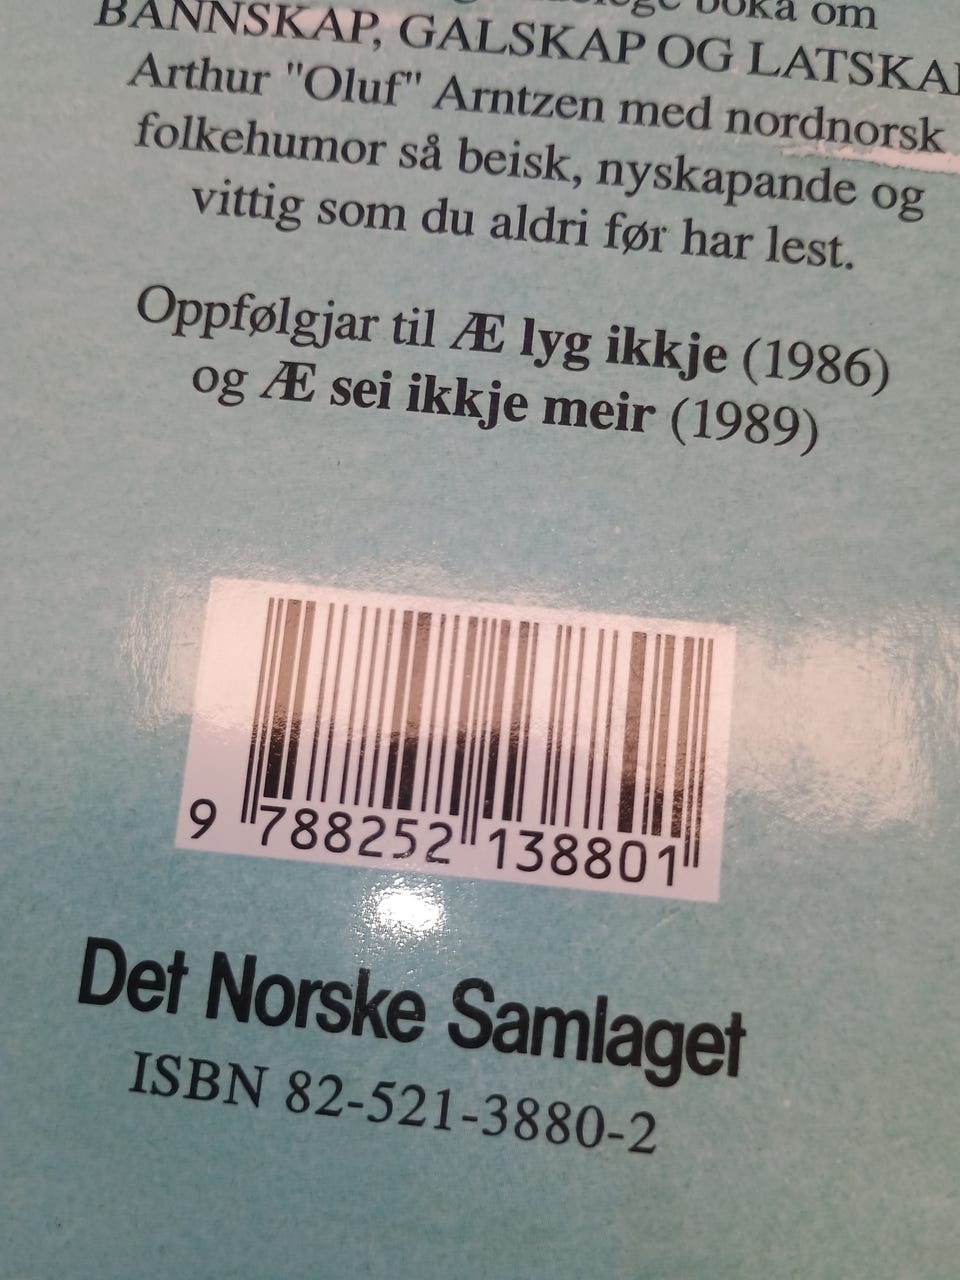 boka om
BANNSKAP, GALSKAP OG LATSKAP
Arthur "Oluf" Arntzen med nordnorsk
folkehumor så beisk, nyskapande og
vittig som du aldri før har lest.
Oppfølgjar til Æ lyg ikkje (1986)
og Æ sei ikkje meir (1989)
9 788252 138801
Det Norske Samlaget
ISBN 82-521-3880-2